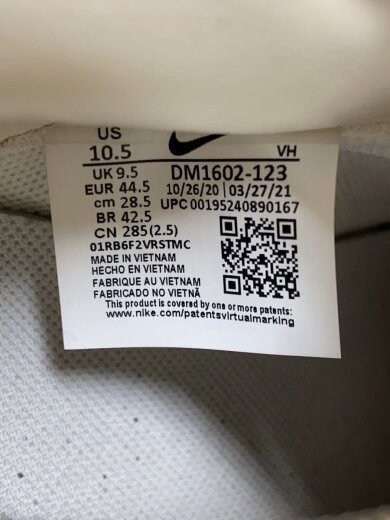 US
10.5 VH
UK 9.5 DM1602-123
EUR 44.5 10/26/20 | 03/27/21
cm 28.5 UPC 00195240890167
BR 42.5
CN 285(2.5)
01RB6F2VRSTMC
MADE IN VIETNAM
HECHO EN VIETNAM
FABRIQUE AU VIETNAM
FABRICADO NO VIETNÃ
This product is covered by one or more patents:
www.nike.com/patentsvirtualmarking